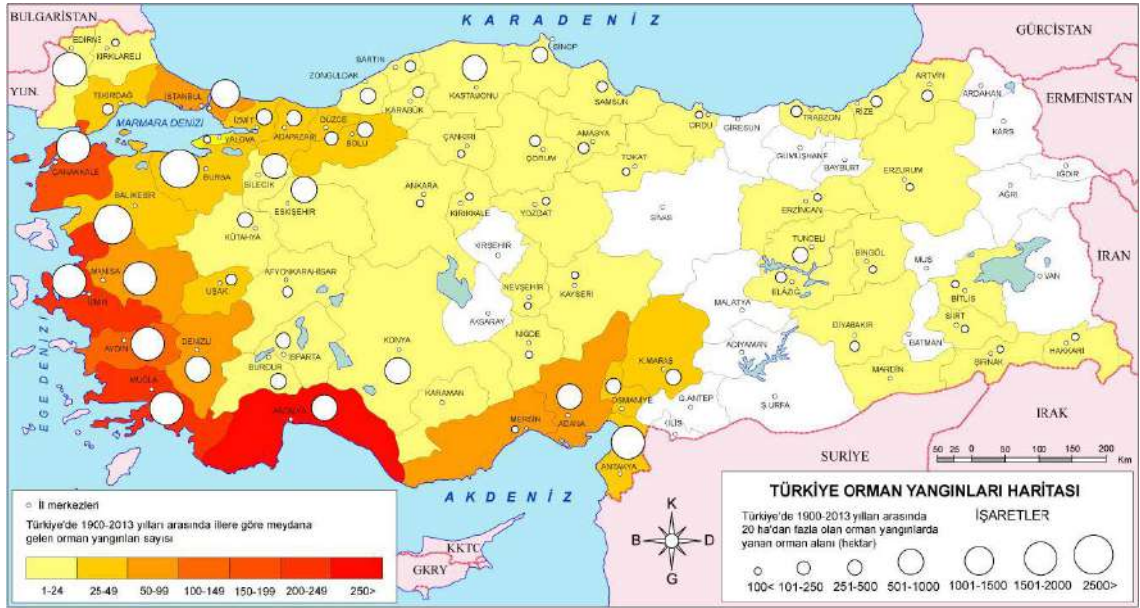 BULGARİSTAN
KARADENİZ
GÜRCİSTAN
EDİRNE
KIRKLARELİ
SİNOP
BARTIN
ZONGULDAK
KASTAMONU
ARTVİN
ARDAHAN
YUN.
TEKİRDAĞ
İSTANBUL
KARABÜK
SAMSUN
ERMENİSTAN
MARMARA DENİZİ
İZMİT
ADAPAZARI
DÜZCE
BOLU
YALOVA
ÇANKIRI
AMASYA
ORDU
GİRESUN
TRABZON
RİZE
KARS
ÇANAKKALE
BURSA
BİLECİK
ÇORUM
TOKAT
GÜMÜŞHANE
BAYBURT
ERZURUM
IĞDIR
BALIKESİR
ESKİŞEHİR
ANKARA
KIRIKKALE
YOZGAT
SİVAS
ERZİNCAN
AĞRI
KÜTAHYA
KIRŞEHİR
TUNCELİ
BİNGÖL
MUŞ
VAN
İRAN
MANİSA
İZMİR
UŞAK
AFYONKARAHİSAR
NEVŞEHİR
KAYSERİ
ELAZIĞ
BİTLİS
MALATYA
AKSARAY
SİİRT
EGE DENİZİ
AYDIN
DENİZLİ
ISPARTA
BURDUR
KONYA
NİĞDE
K.MARAŞ
ADIYAMAN
DİYABAKIR
BATMAN
ŞIRNAK
HAKKARİ
MARDİN
MUĞLA
ANTALYA
KARAMAN
MERSİN
ADANA
OSMANİYE
G.ANTEP
KİLİS
Ş.URFA
IRAK
ANTAKYA
SURİYE
AKDENİZ
50 25 0 50 100 150 200
Km
KKTC
GKRY
K
B D
G
İl merkezleri
Türkiye'de 1900-2013 yılları arasında illere göre meydana
gelen orman yangınları sayısı
1-24 25-49 50-99 100-149 150-199 200-249 250>
TÜRKİYE ORMAN YANGINLARI HARİTASI
Türkiye'de 1900-2013 yılları arasında
20 ha'dan fazla olan orman yangınlarda
yanan orman alanı (hektar)
İŞARETLER
100< 101-250 251-500 501-1000 1001-1500 1501-2000 2500>